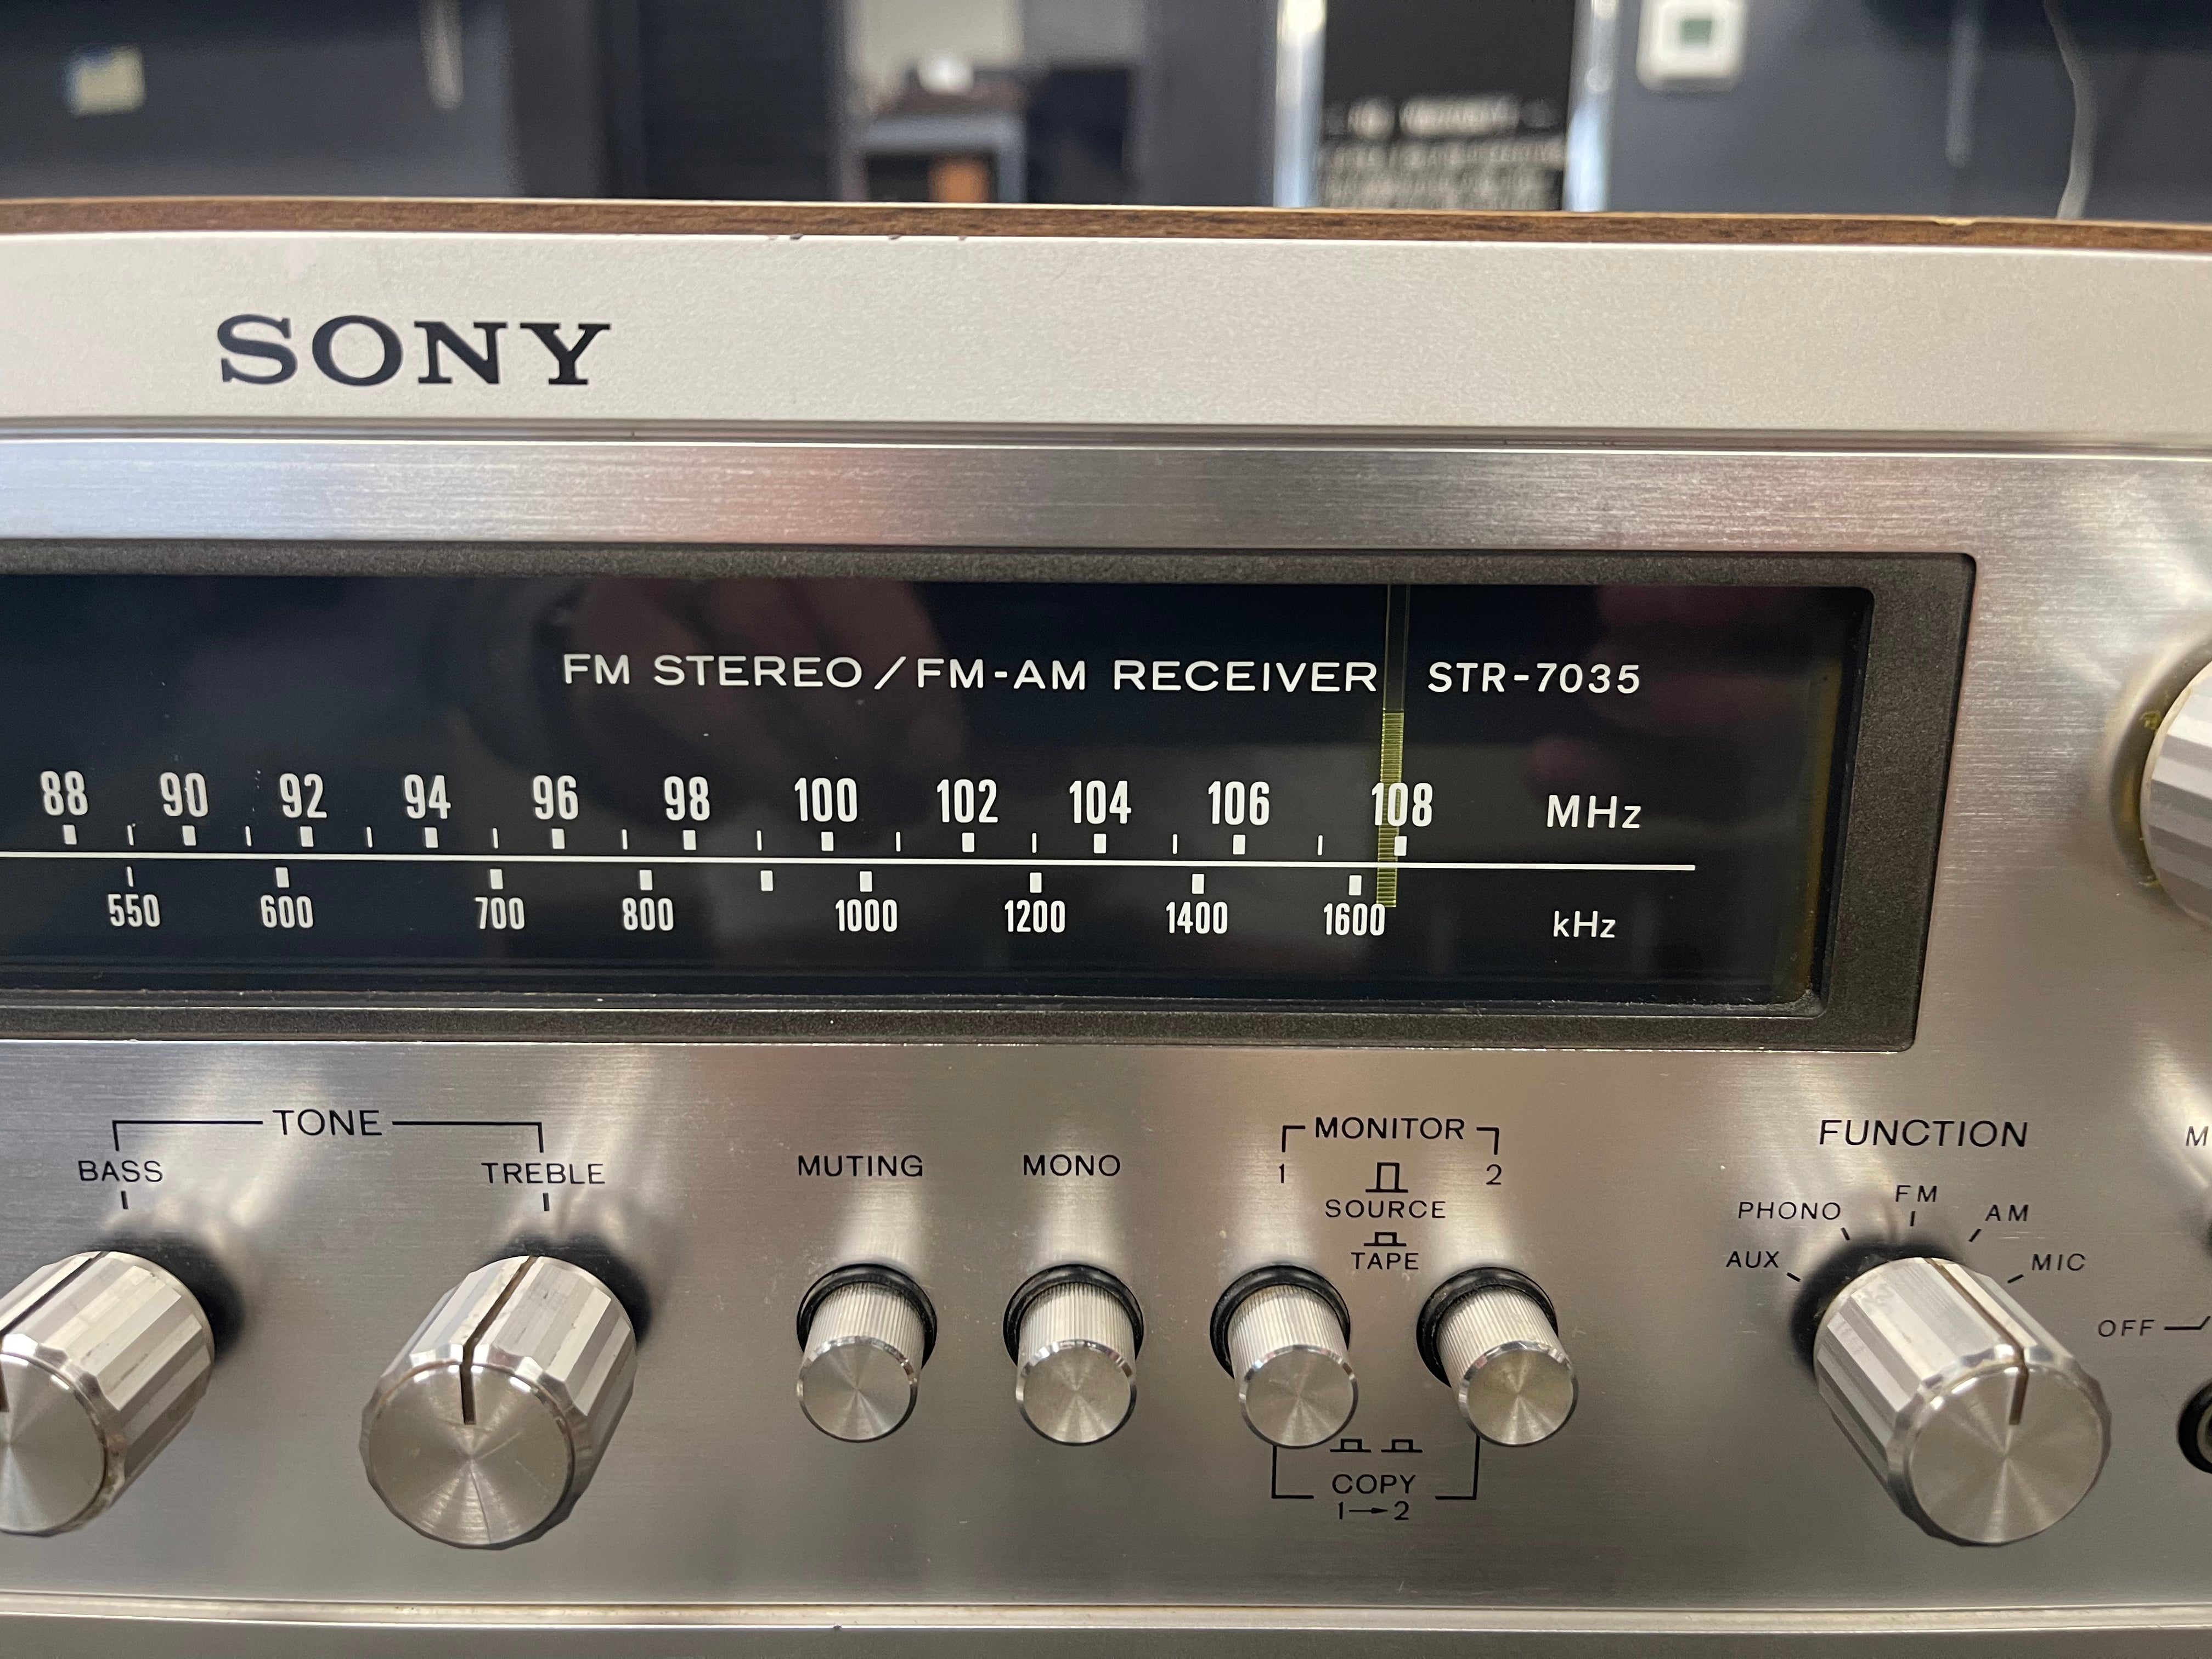 SONY
FM STEREO / FM-AM RECEIVER STR-7035
88 90 92 94 96 98 100 102 104 106 108 MHz
550 600 700 800 1000 1200 1400 1600 kHz
TONE
BASS TREBLE
MUTING
MONO
MONITOR
1 2
SOURCE
TAPE
COPY
1→2
FUNCTION
AUX PHONO FM AM MIC
M
OFF